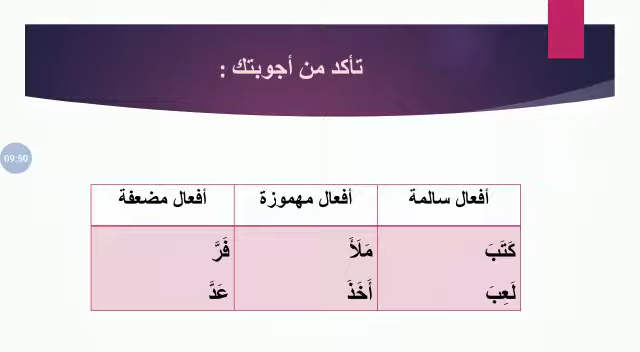 تأكد من أجوبتك :
09:50
أفعال سالمة أفعال مهموزة أفعال مضعفة
كَتَبَ مَلَأَ فَرَّ
لَعِبَ أَخَذَ عَدَّ